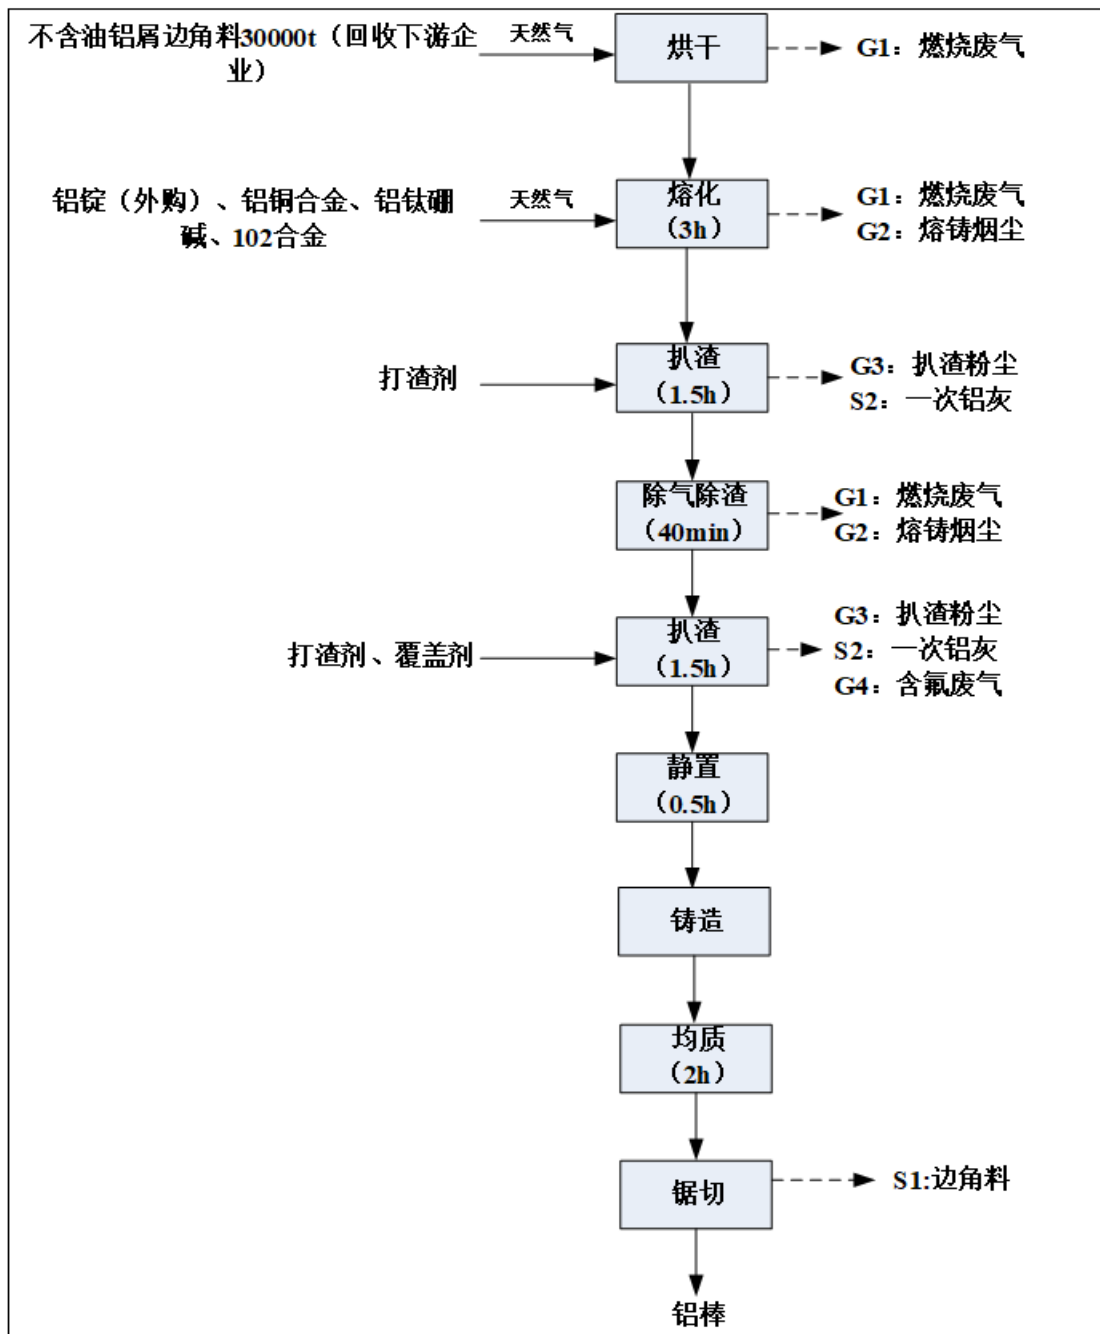 不含油铝屑边角料30000t（回收下游企
业）
天然气
烘干
G1：燃烧废气
铝锭（外购）、铝铜合金、铝钛硼
碱、102合金
天然气
熔化
（3h）
G1：燃烧废气
G2：熔铸烟尘
打渣剂
扒渣
（1.5h）
G3：扒渣粉尘
S2：一次铝灰
除气除渣
（40min）
G1：燃烧废气
G2：熔铸烟尘
打渣剂、覆盖剂
扒渣
（1.5h）
G3：扒渣粉尘
S2：一次铝灰
G4：含氟废气
静置
（0.5h）
铸造
均质
（2h）
锯切
S1:边角料
铝棒